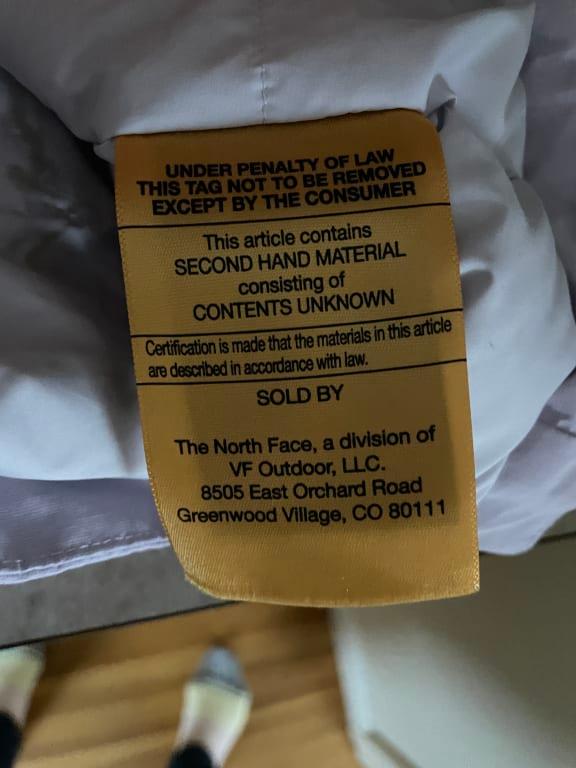 UNDER PENALTY OF LAW
THIS TAG NOT TO BE REMOVED
EXCEPT BY THE CONSUMER
This article contains
SECOND HAND MATERIAL
consisting of
CONTENTS UNKNOWN
Certification is made that the materials in this article
are described in accordance with law.
SOLD BY
The North Face, a division of
VF Outdoor, LLC.
8505 East Orchard Road
Greenwood Village, CO 80111